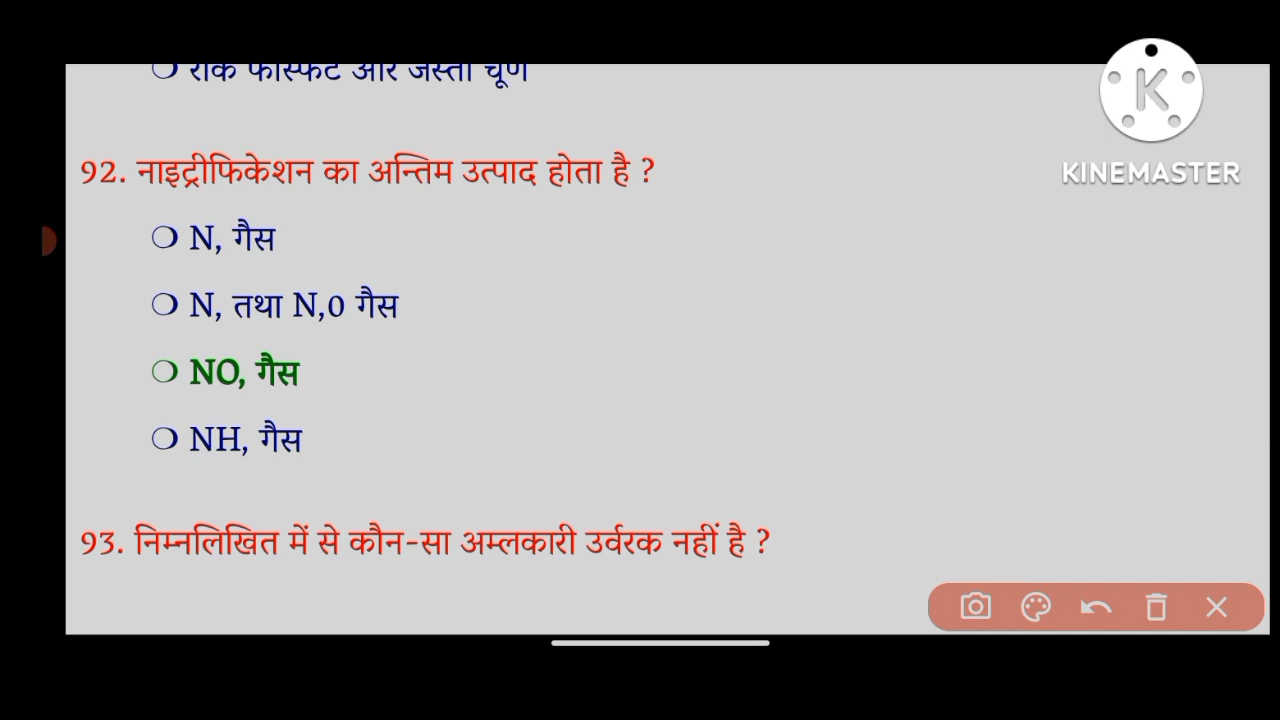 रॉक फॉस्फेट और जस्ता चूर्ण
KINEMASTER
92. नाइट्रीफिकेशन का अन्तिम उत्पाद होता है ?
❍ N, गैस
❍ N, तथा N,0 गैस
❍ NO, गैस
❍ NH, गैस
93. निम्नलिखित में से कौन-सा अम्लकारी उर्वरक नहीं है ?